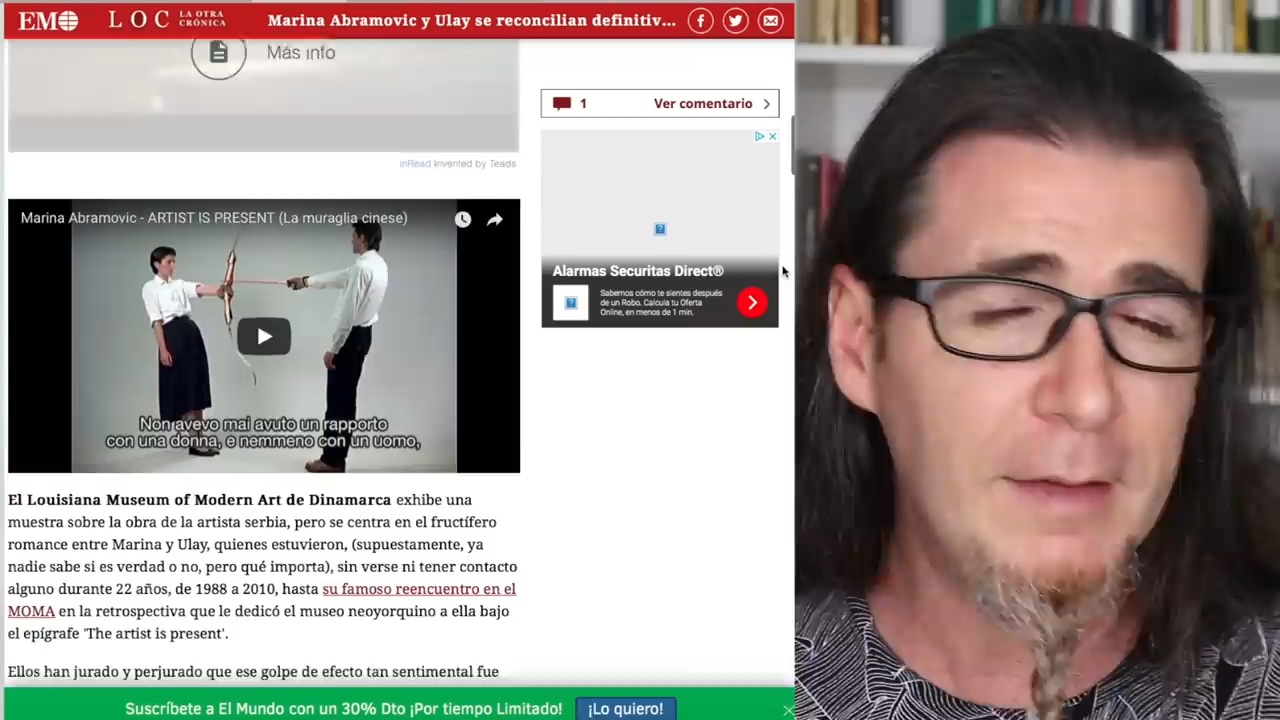 EM
LOC LA OTRA CRÓNICA
Marina Abramovic y Ulay se reconcilian definitiv...
Más info
inRead Invented by Teads
1 Ver comentario
Marina Abramovic - ARTIST IS PRESENT (La muraglia cinese)
Non avevo mai avuto un rapporto
con una donna, e nemmeno con un uomo,
Alarmas Securitas Direct®
Sabemos cómo te sientes después
de un Robo. Calcula tu Oferta
Online, en menos de 1 min.
El Louisiana Museum of Modern Art de Dinamarca exhibe una
muestra sobre la obra de la artista serbia, pero se centra en el fructífero
romance entre Marina y Ulay, quienes estuvieron, (supuestamente, ya
nadie sabe si es verdad o no, pero qué importa), sin verse ni tener contacto
alguno durante 22 años, de 1988 a 2010, hasta su famoso reencuentro en el
MOMA en la retrospectiva que le dedicó el museo neoyorquino a ella bajo
el epígrafe 'The artist is present'.
Ellos han jurado y perjurado que ese golpe de efecto tan sentimental fue
Suscríbete a El Mundo con un 30% Dto ¡Por tiempo Limitado! ¡Lo quiero!